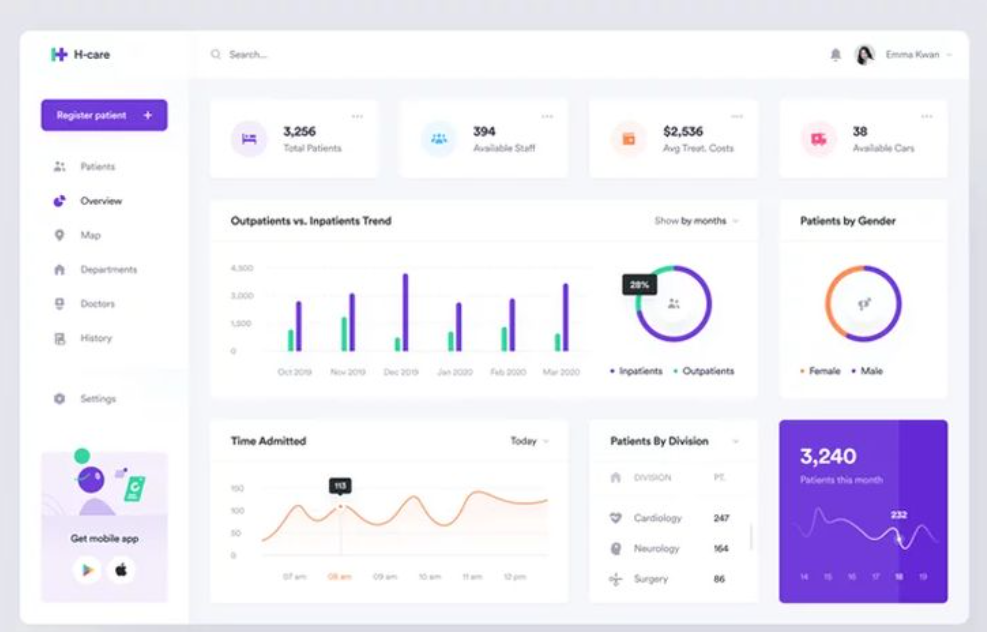 H-care
Search...
Emma Kwan
Register patient +
Patients
Overview
Map
Departments
Doctors
History
Settings
Get mobile app
3,256
Total Patients
394
Available Staff
$2,536
Avg Treat. Costs
38
Available Cars
Outpatients vs. Inpatients Trend
Show by months
4,500
3,000
1,500
0
Oct 2019 Nov 2019 Dec 2019 Jan 2020 Feb 2020 Mar 2020
28%
Inpatients Outpatients
Patients by Gender
Female Male
Time Admitted
Today
150
100
50
0
113
07 am 08 am 09 am 10 am 11 am 12 pm
Patients By Division
DIVISION PT.
Cardiology 247
Neurology 164
Surgery 86
3,240
Patients this month
232
14 15 16 17 18 19